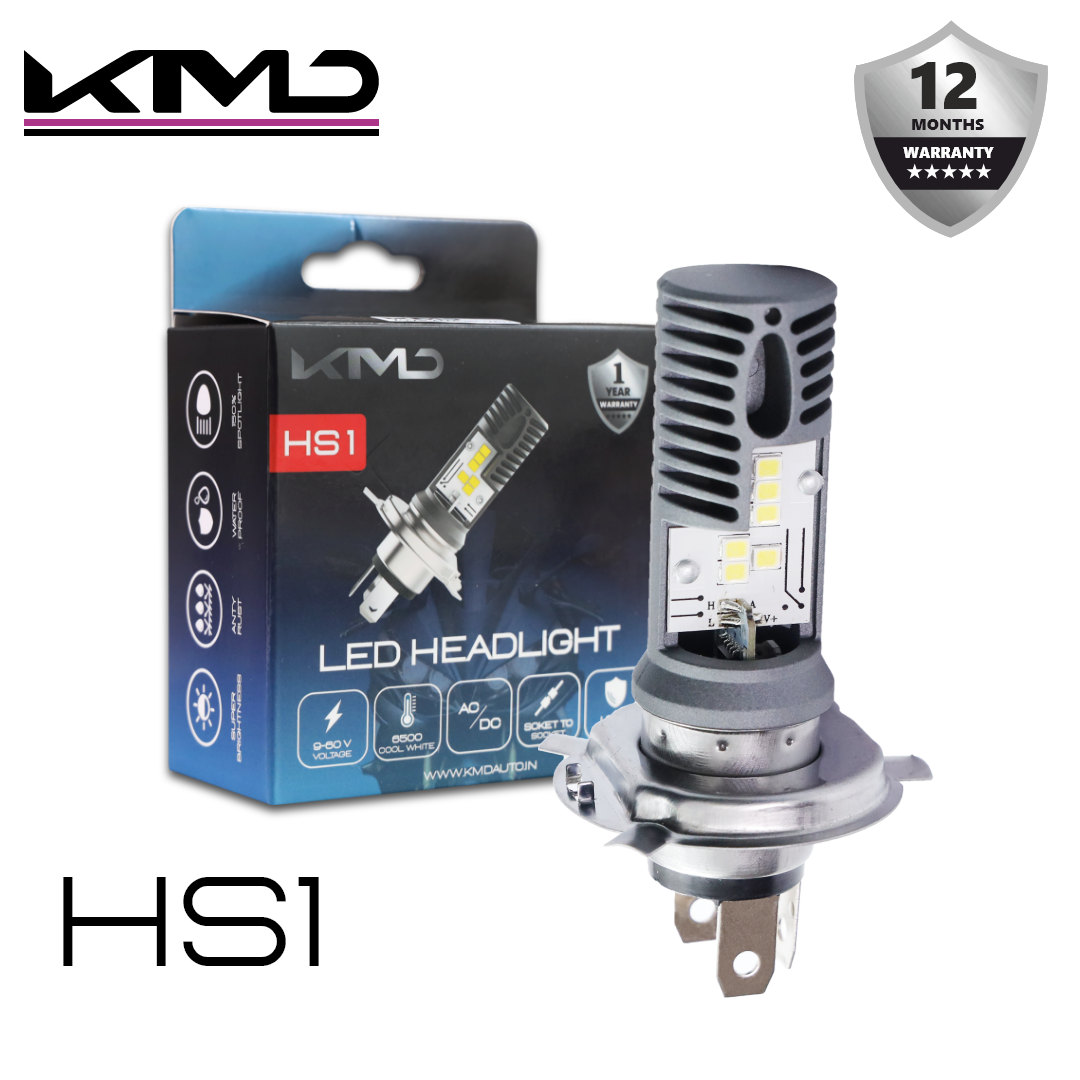 KMD
12
MONTHS
WARRANTY
KMD
1
YEAR
WARRANTY
HS1
150%
SPOTLIGHT
WATER
PROOF
ANTY
RUST
SUPER
BRIGHTNESS
LED HEADLIGHT
9-60 V
VOLTAGE
6500
COOL WHITE
AC/DC
SOKET TO
SOCKET
WWW.KMDAUTO.IN
H
A
L
V+
HS1